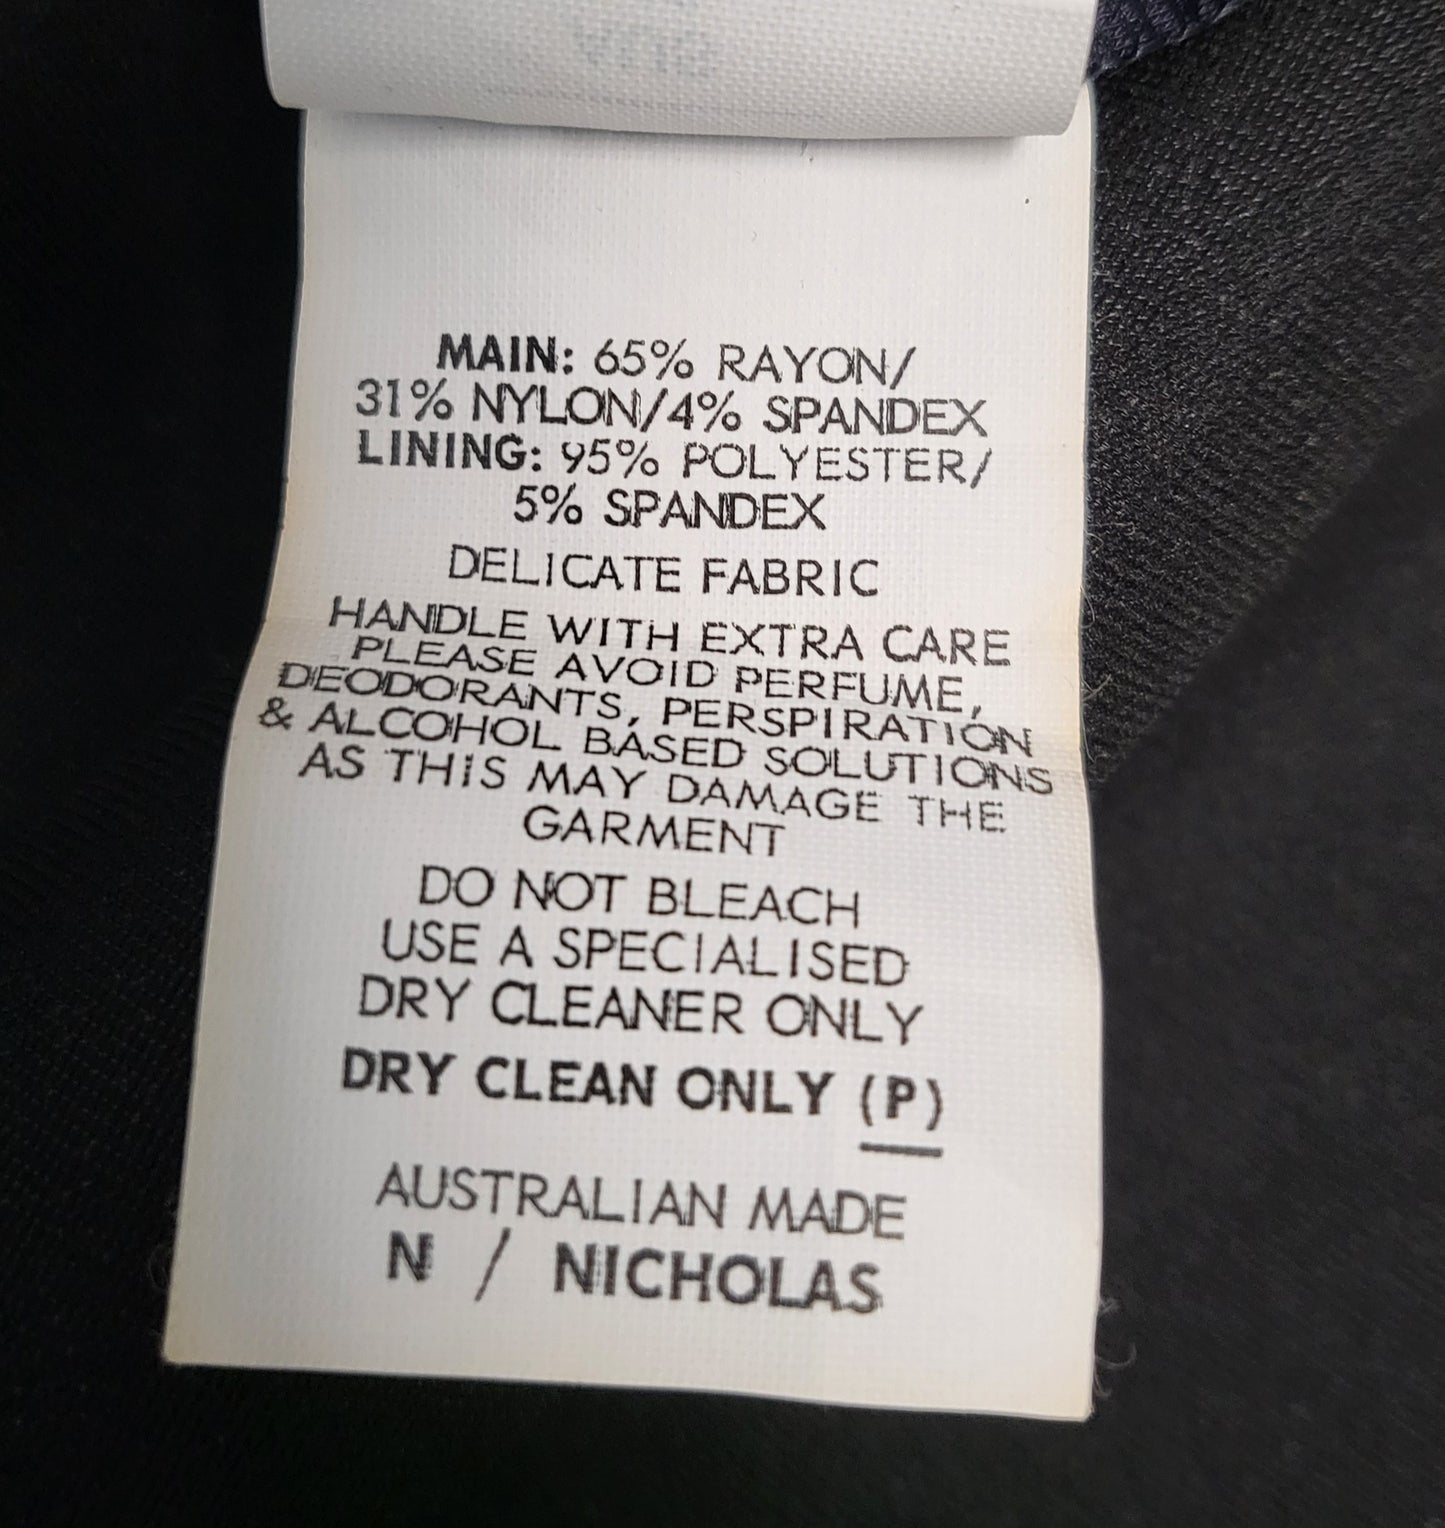 MAIN: 65% RAYON/
31% NYLON/4% SPANDEX
LINING: 95% POLYESTER/
5% SPANDEX
DELICATE FABRIC
HANDLE WITH EXTRA CARE
PLEASE AVOID PERFUME,
DEODORANTS, PERSPIRATION
& ALCOHOL BASED SOLUTIONS
AS THIS MAY DAMAGE THE
GARMENT
DO NOT BLEACH
USE A SPECIALISED
DRY CLEANER ONLY
DRY CLEAN ONLY (P)
AUSTRALIAN MADE
N / NICHOLAS